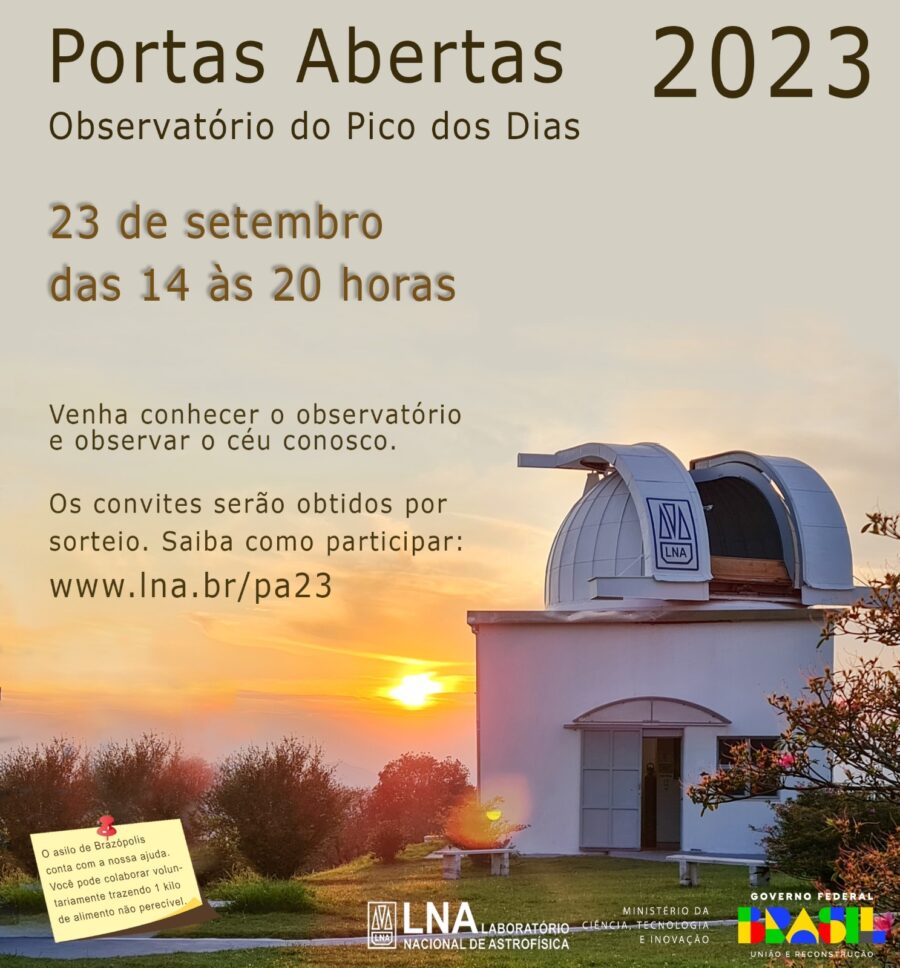 Portas Abertas 2023
Observatório do Pico dos Dias
23 de setembro
das 14 às 20 horas
Venha conhecer o observatório
e observar o céu conosco.
Os convites serão obtidos por
sorteio. Saiba como participar:
www.lna.br/pa23
LNA
O asilo de Brazópolis
conta com a nossa ajuda.
Você pode colaborar volun-
tariamente trazendo 1 kilo
de alimento não perecível.
LNA
LNA LABORATÓRIO
NACIONAL DE ASTROFÍSICA
MINISTÉRIO DA
CIÊNCIA, TECNOLOGIA
E INOVAÇÃO
GOVERNO FEDERAL
BRASIL
UNIÃO E RECONSTRUÇÃO